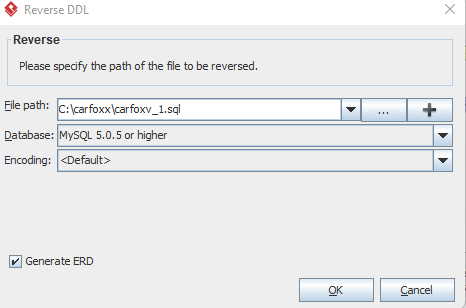 Reverse DDL
Reverse
Please specify the path of the file to be reversed.
File path: C:\carfoxx\carfoxv_1.sql ...
Database: MySQL 5.0.5 or higher
Encoding: <Default>
Generate ERD
OK Cancel